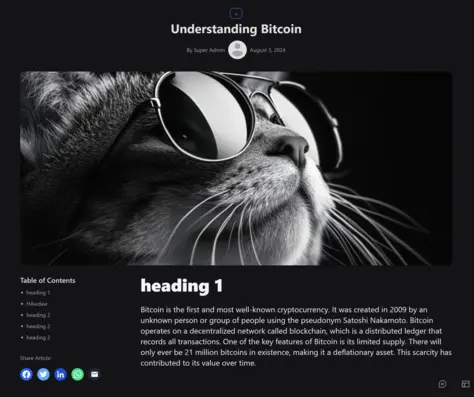 Understanding Bitcoin
By Super Admin August 3, 2024
Table of Contents
heading 1
heading 1
Hikedaw
Bitcoin is the first and most well-known cryptocurrency. It was created in 2009 by an
heading 2
unknown person or group of people using the pseudonym Satoshi Nakamoto. Bitcoin
heading 2
operates on a decentralized network called blockchain, which is a distributed ledger that
heading 2
records all transactions. One of the key features of Bitcoin is its limited supply. There will
only ever be 21 million bitcoins in existence, making it a deflationary asset. This scarcity has
Share Article:
contributed to its value over time.